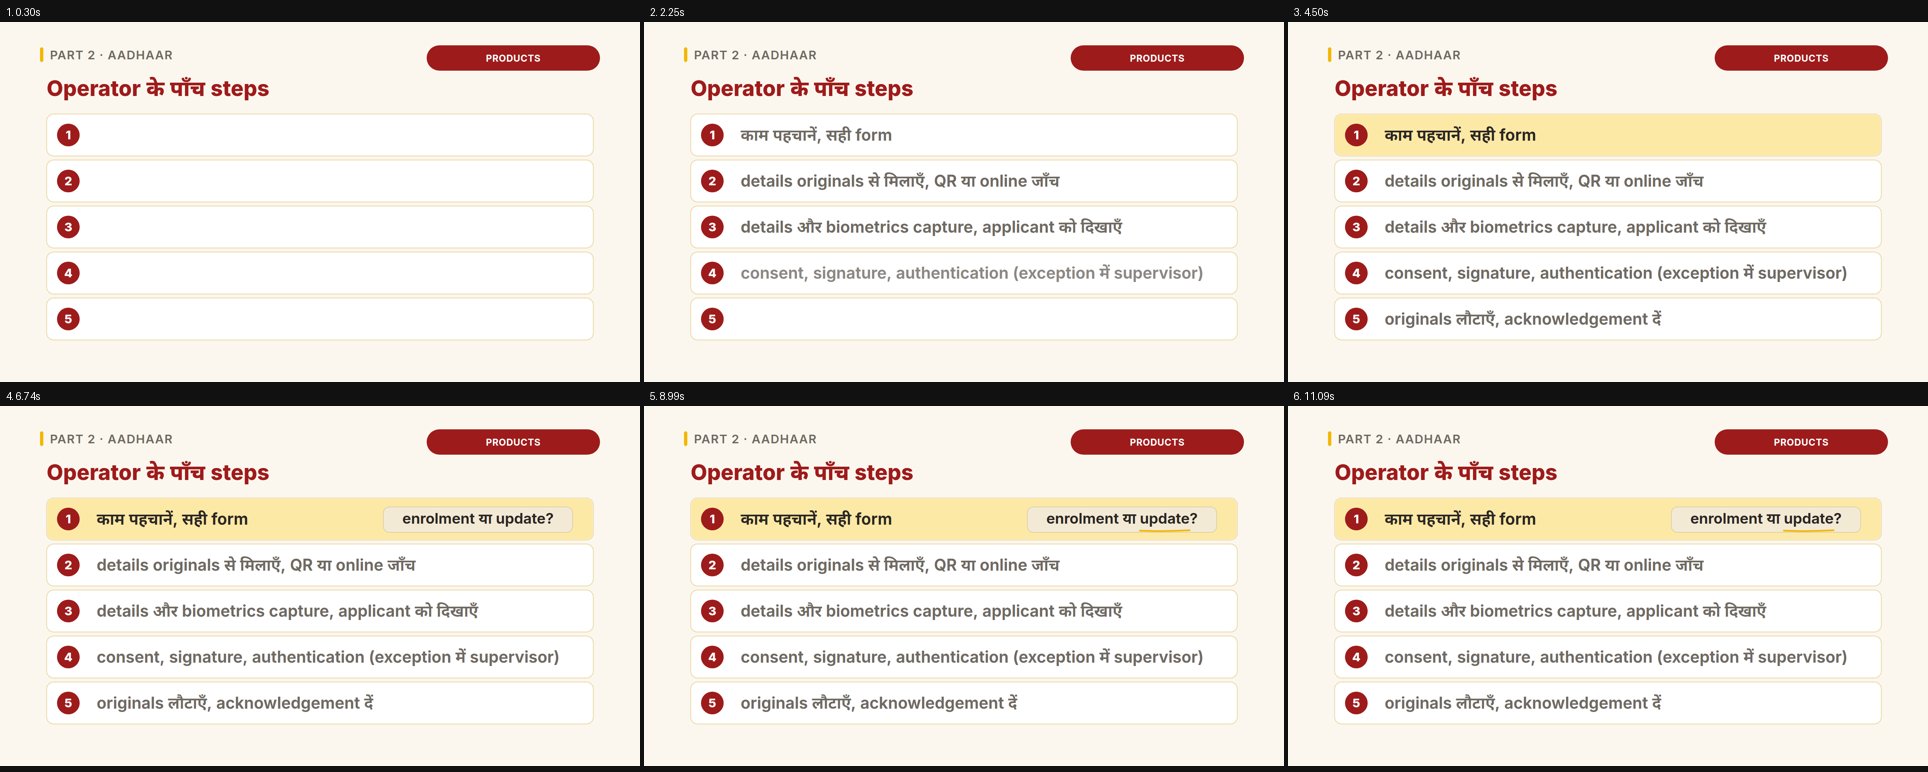 1. 0.30s
PART 2 · AADHAAR
PRODUCTS
Operator के पाँच steps
1
2
3
4
5
2. 2.25s
PART 2 · AADHAAR
PRODUCTS
Operator के पाँच steps
1 काम पहचानें, सही form
2 details originals से मिलाएँ, QR या online जाँच
3 details और biometrics capture, applicant को दिखाएँ
4 consent, signature, authentication (exception में supervisor)
5
3. 4.50s
PART 2 · AADHAAR
PRODUCTS
Operator के पाँच steps
1 काम पहचानें, सही form
2 details originals से मिलाएँ, QR या online जाँच
3 details और biometrics capture, applicant को दिखाएँ
4 consent, signature, authentication (exception में supervisor)
5 originals लौटाएँ, acknowledgement दें
4. 6.74s
PART 2 · AADHAAR
PRODUCTS
Operator के पाँच steps
1 काम पहचानें, सही form enrolment या update?
2 details originals से मिलाएँ, QR या online जाँच
3 details और biometrics capture, applicant को दिखाएँ
4 consent, signature, authentication (exception में supervisor)
5 originals लौटाएँ, acknowledgement दें
5. 8.99s
PART 2 · AADHAAR
PRODUCTS
Operator के पाँच steps
1 काम पहचानें, सही form enrolment या update?
2 details originals से मिलाएँ, QR या online जाँच
3 details और biometrics capture, applicant को दिखाएँ
4 consent, signature, authentication (exception में supervisor)
5 originals लौटाएँ, acknowledgement दें
6. 11.09s
PART 2 · AADHAAR
PRODUCTS
Operator के पाँच steps
1 काम पहचानें, सही form enrolment या update?
2 details originals से मिलाएँ, QR या online जाँच
3 details और biometrics capture, applicant को दिखाएँ
4 consent, signature, authentication (exception में supervisor)
5 originals लौटाएँ, acknowledgement दें